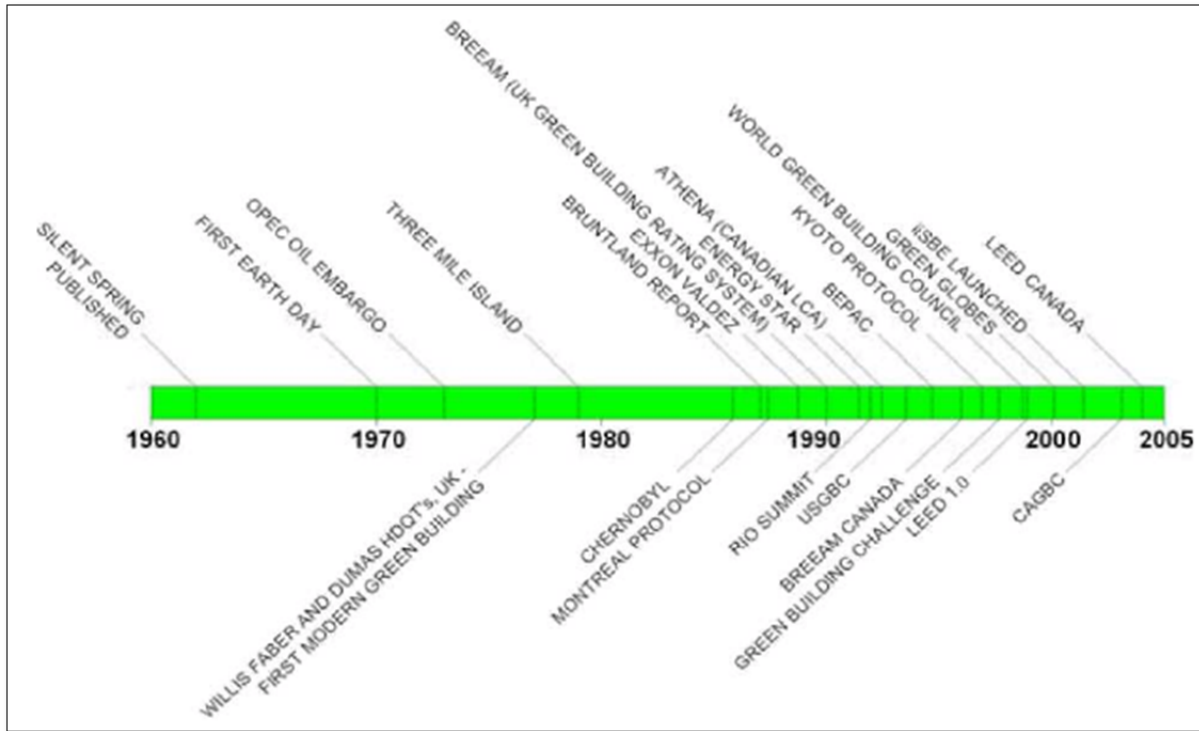 SILENT SPRING
PUBLISHED
FIRST EARTH DAY
OPEC OIL EMBARGO
THREE MILE ISLAND
BRUNTLAND REPORT
EXXON VALDEZ
BREEAM (UK GREEN BUILDING RATING SYSTEM)
ENERGY STAR
ATHENA (CANADIAN LCA)
BEPAC
KYOTO PROTOCOL
WORLD GREEN BUILDING COUNCIL
GREEN GLOBES
iiSBE LAUNCHED
LEED CANADA
1960
1970
1980
1990
2000
2005
WILLIS FABER AND DUMAS HDQT's, UK -
FIRST MODERN GREEN BUILDING
CHERNOBYL
MONTREAL PROTOCOL
RIO SUMMIT
USGBC
BREEAM CANADA
GREEN BUILDING CHALLENGE
LEED 1.0
CAGBC